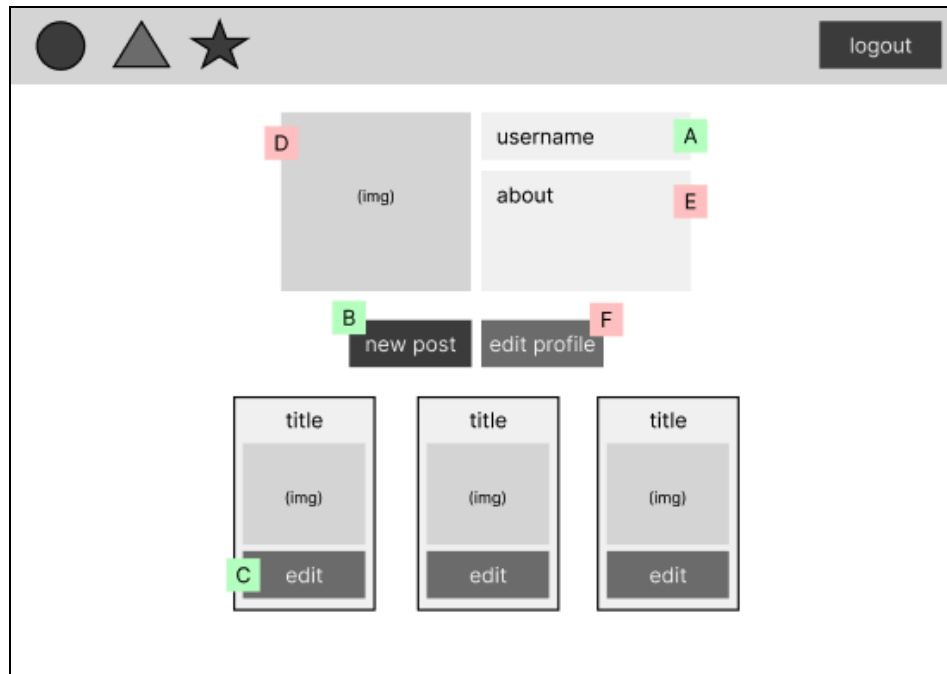 logout
D
(img)
username
A
about
E
B
new post
edit profile
F
title
title
title
(img)
(img)
(img)
C
edit
edit
edit